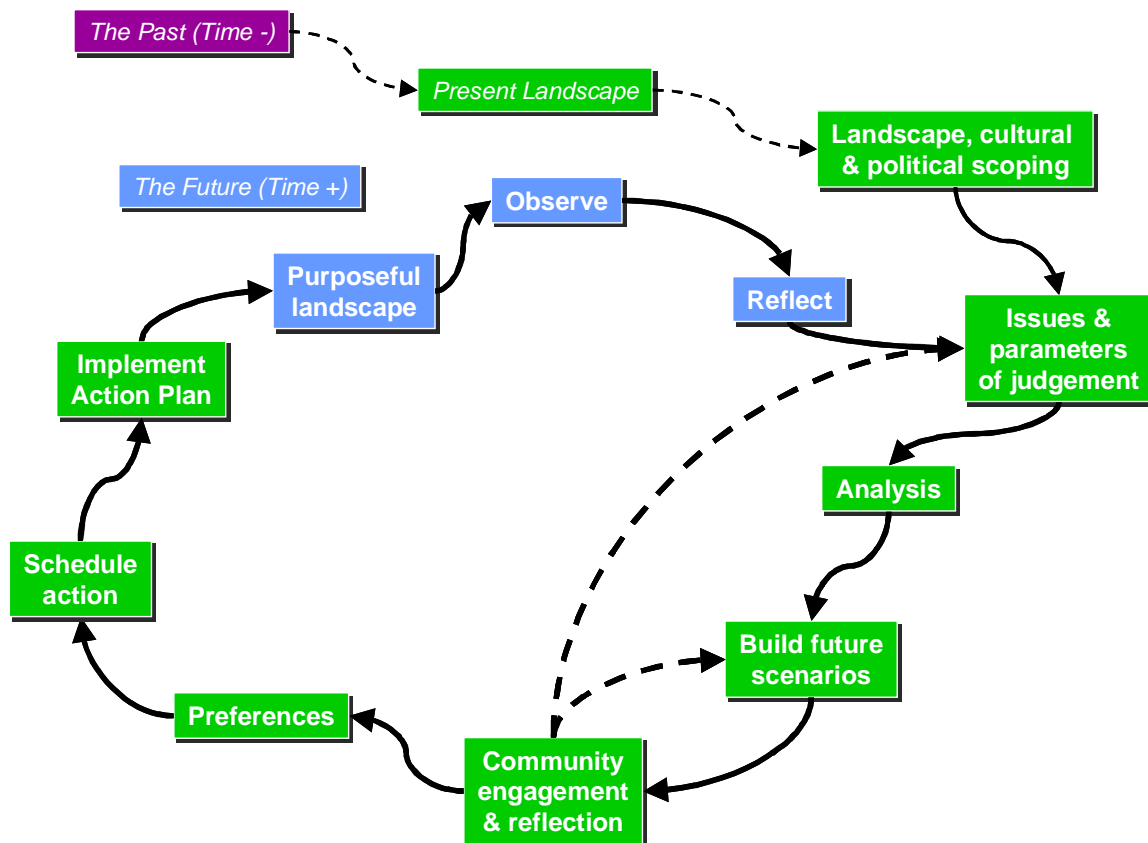 The Past (Time -)
Present Landscape
Landscape, cultural
& political scoping
The Future (Time +)
Observe
Purposeful
landscape
Reflect
Issues &
parameters
of judgement
Implement
Action Plan
Analysis
Schedule
action
Build future
scenarios
Preferences
Community
engagement
& reflection